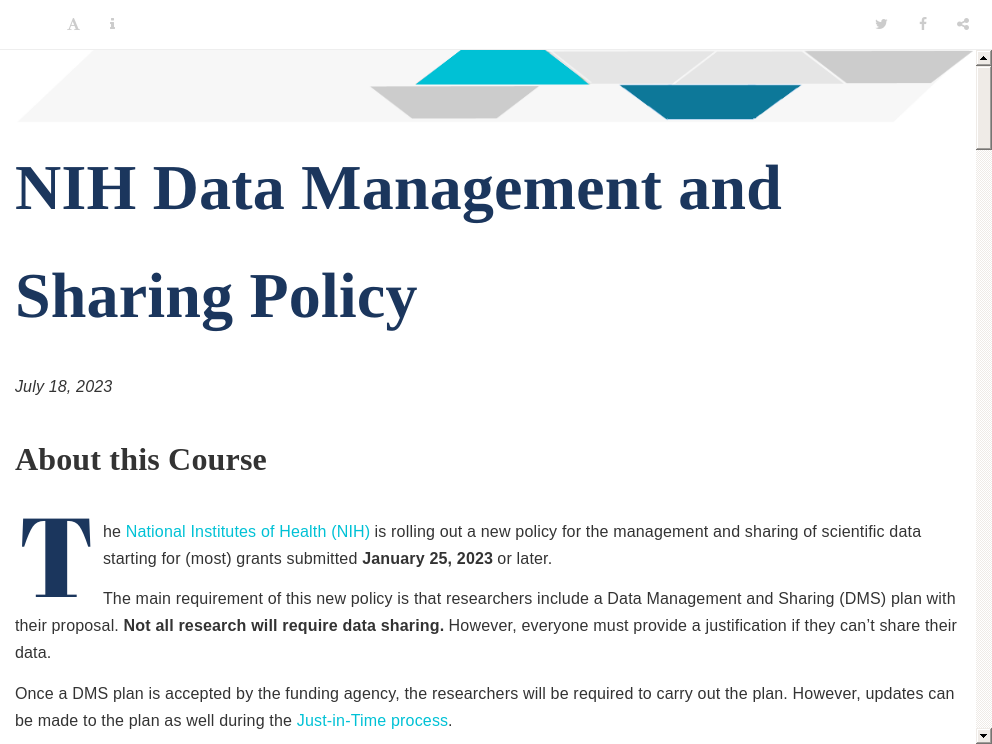 NIH Data Management and
Sharing Policy
July 18, 2023
About this Course
The National Institutes of Health (NIH) is rolling out a new policy for the management and sharing of scientific data
starting for (most) grants submitted January 25, 2023 or later.
The main requirement of this new policy is that researchers include a Data Management and Sharing (DMS) plan with
their proposal. Not all research will require data sharing. However, everyone must provide a justification if they can’t share their
data.
Once a DMS plan is accepted by the funding agency, the researchers will be required to carry out the plan. However, updates can
be made to the plan as well during the Just-in-Time process.